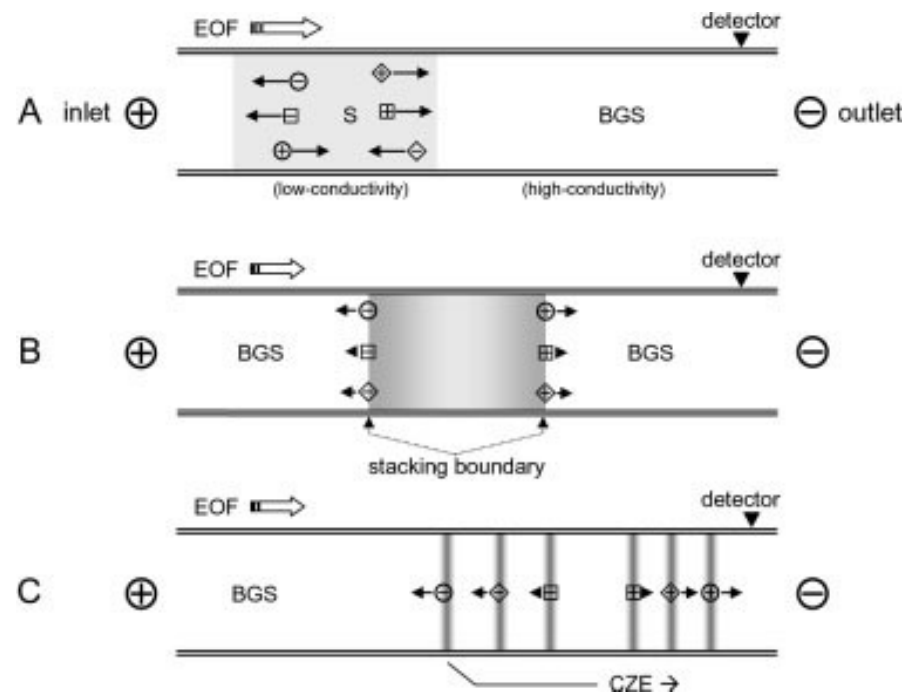 EOF
detector
A inlet ⊕ S BGS ⊖ outlet
(low-conductivity) (high-conductivity)
EOF
detector
B ⊕ BGS BGS ⊖
stacking boundary
EOF
detector
C ⊕ BGS ⊖
CZE →